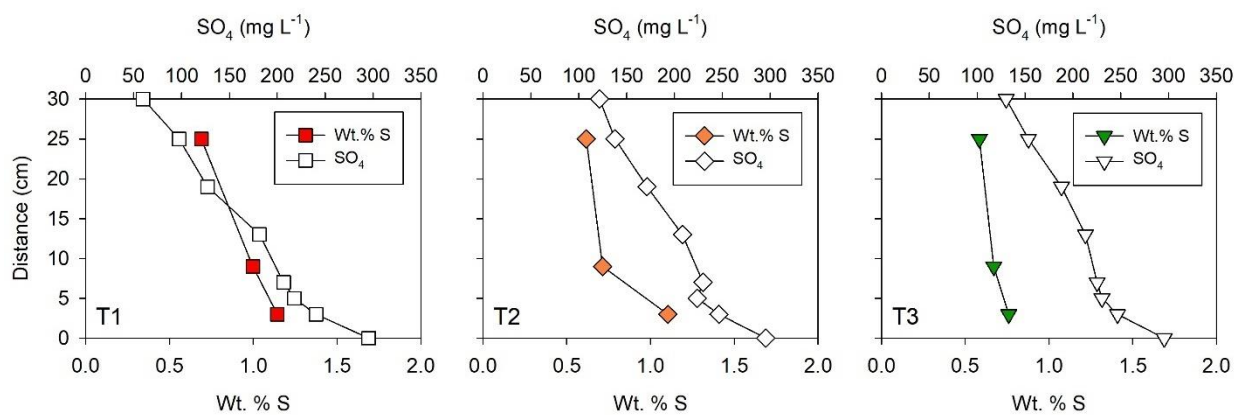 SO₄ (mg L⁻¹)
0 50 100 150 200 250 300 350
30
25
20
15
10
5
0
Distance (cm)
Wt.% S
SO₄
T1
0.0 0.5 1.0 1.5 2.0
Wt. % S
SO₄ (mg L⁻¹)
0 50 100 150 200 250 300 350
Wt.% S
SO₄
T2
0.0 0.5 1.0 1.5 2.0
Wt. % S
SO₄ (mg L⁻¹)
0 50 100 150 200 250 300 350
Wt.% S
SO₄
T3
0.0 0.5 1.0 1.5 2.0
Wt. % S